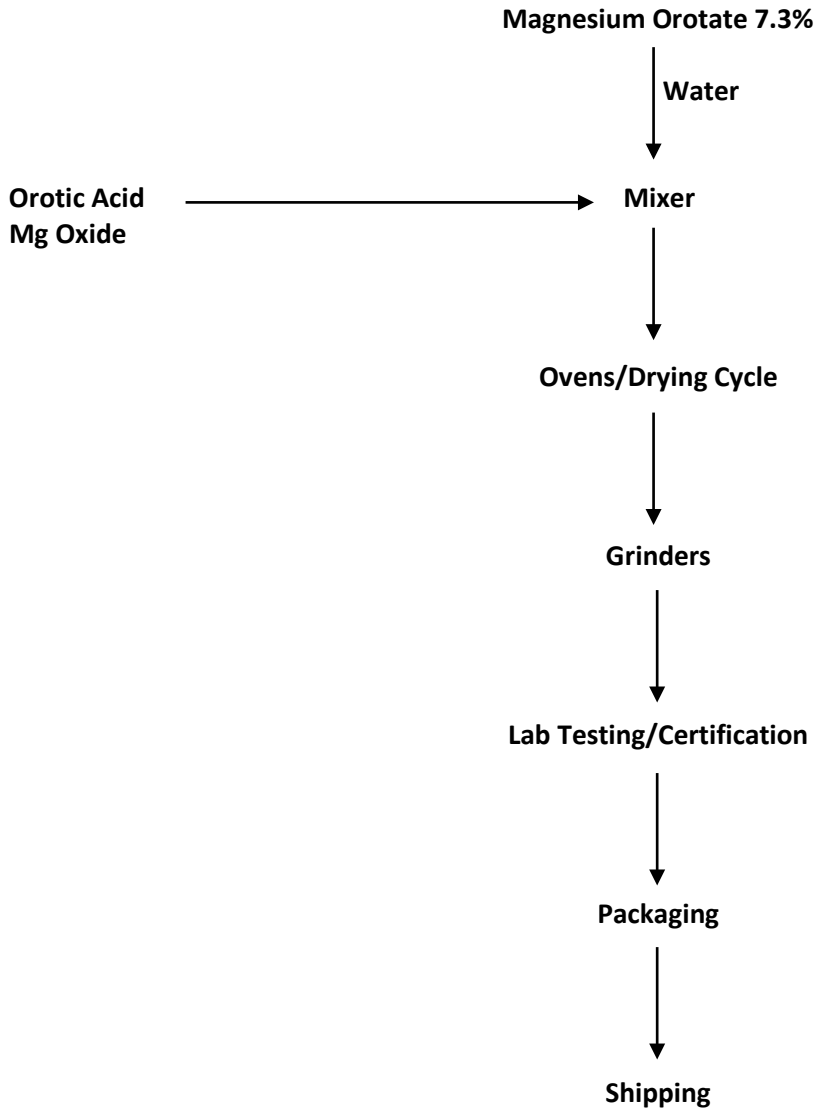 Magnesium Orotate 7.3%
Water
Orotic Acid
Mg Oxide
Mixer
Ovens/Drying Cycle
Grinders
Lab Testing/Certification
Packaging
Shipping